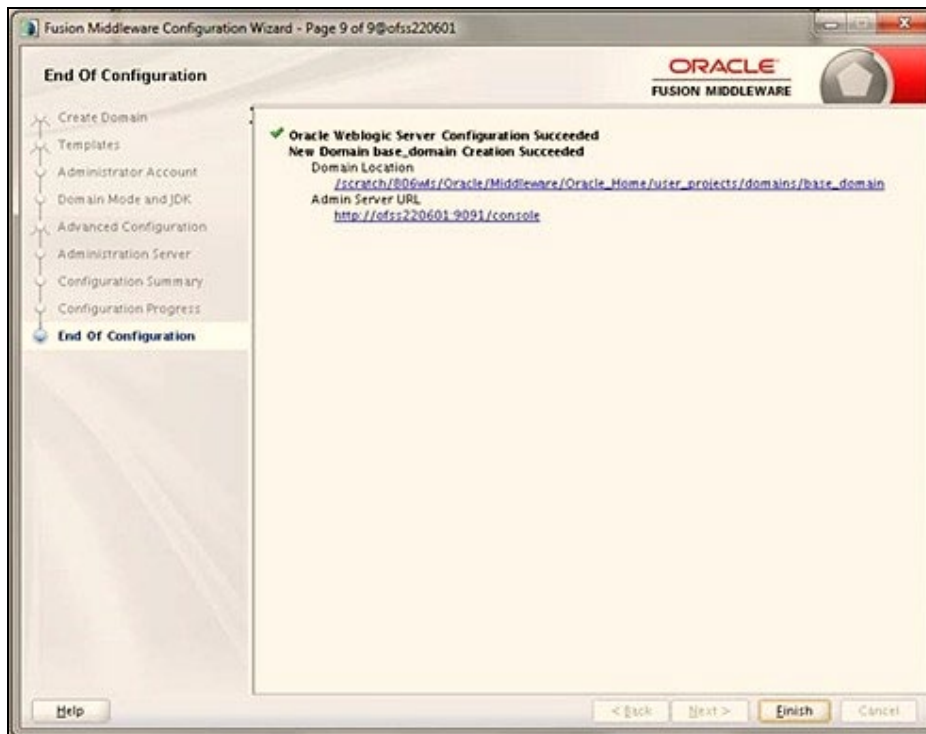 Fusion Middleware Configuration Wizard - Page 9 of 9@ofss220601
End Of Configuration
ORACLE
FUSION MIDDLEWARE
Create Domain
Templates
Administrator Account
Domain Mode and JDK
Advanced Configuration
Administration Server
Configuration Summary
Configuration Progress
End Of Configuration
Oracle Weblogic Server Configuration Succeeded
New Domain base_domain Creation Succeeded
Domain Location
/scratch/806wls/Oracle/Middleware/Oracle_Home/user_projects/domains/base_domain
Admin Server URL
http://ofss220601:9091/console
Help
< Back
Next >
Finish
Cancel